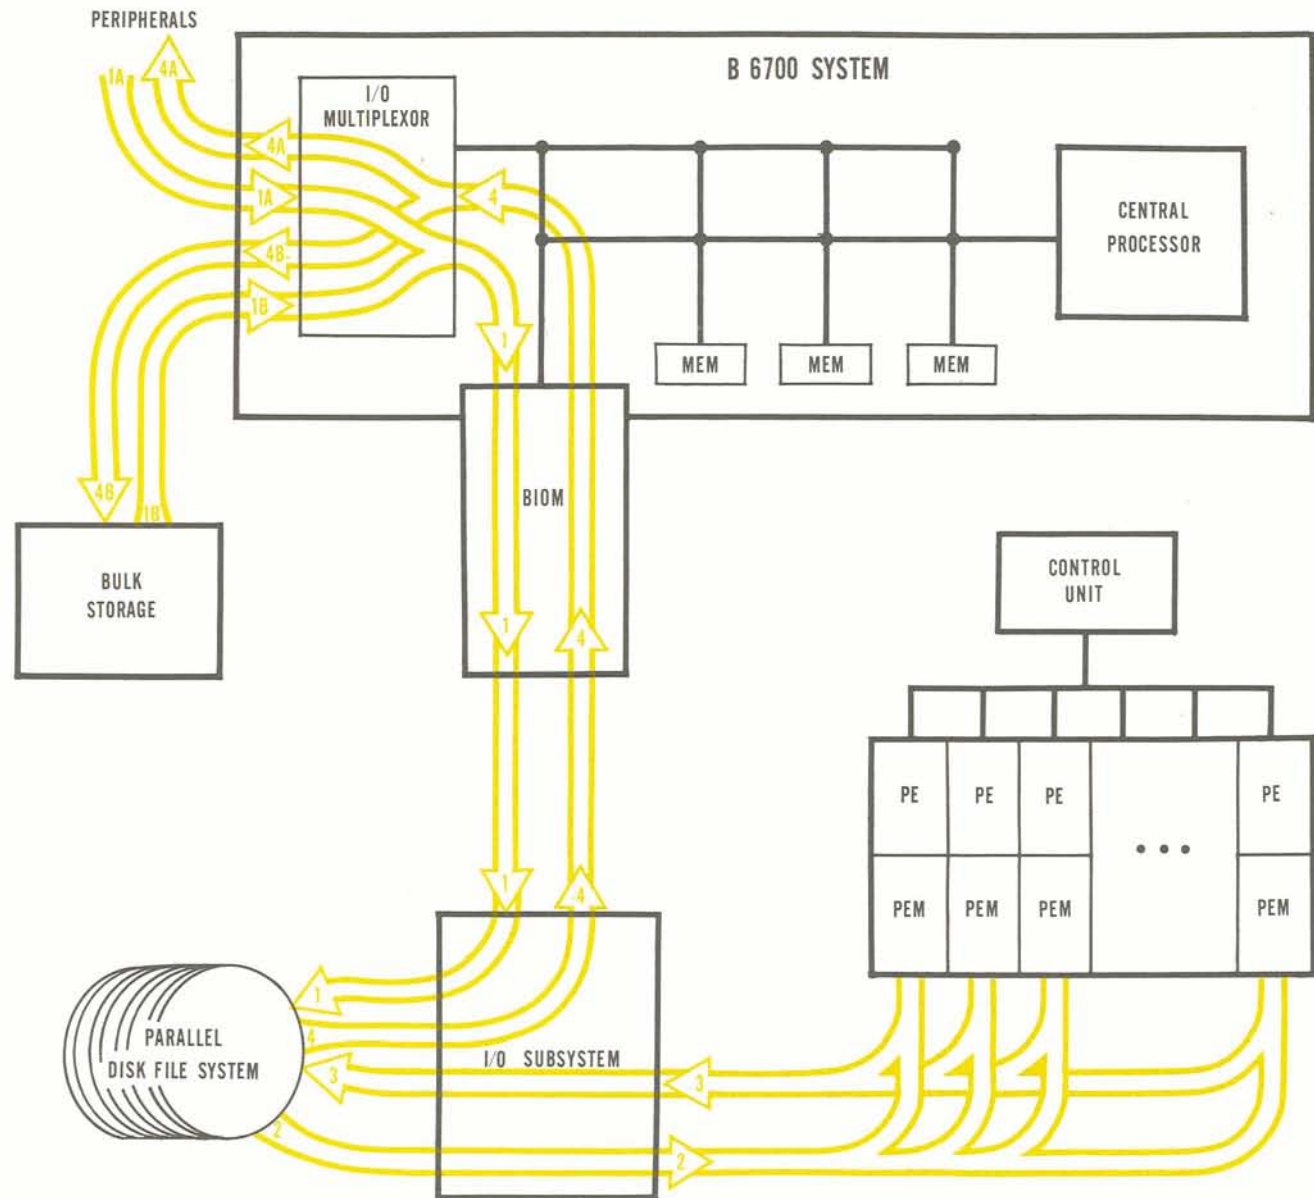 PERIPHERALS
1A
4A
B 6700 SYSTEM
I/O
MULTIPLEXOR
4A
1A
4
4B
1B
1
CENTRAL
PROCESSOR
MEM
MEM
MEM
4B
1B
BULK
STORAGE
BIOM
1
4
CONTROL
UNIT
PE
PE
PE
PE
• • •
PEM
PEM
PEM
PEM
1
4
1
4
PARALLEL
DISK FILE SYSTEM
I/O SUBSYSTEM
3
3
2
2